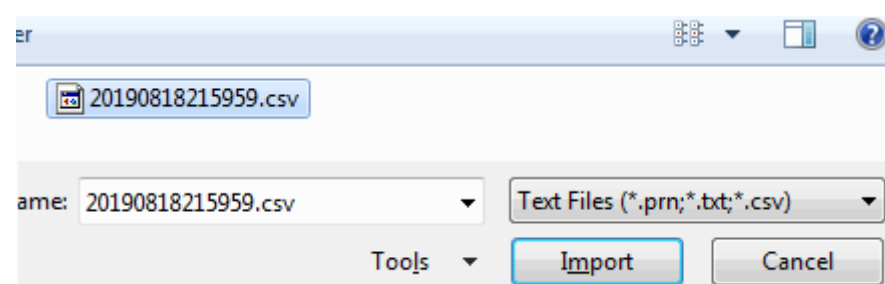 er
20190818215959.csv
ame: 20190818215959.csv Text Files (*.prn;*.txt;*.csv)
Tools Import Cancel